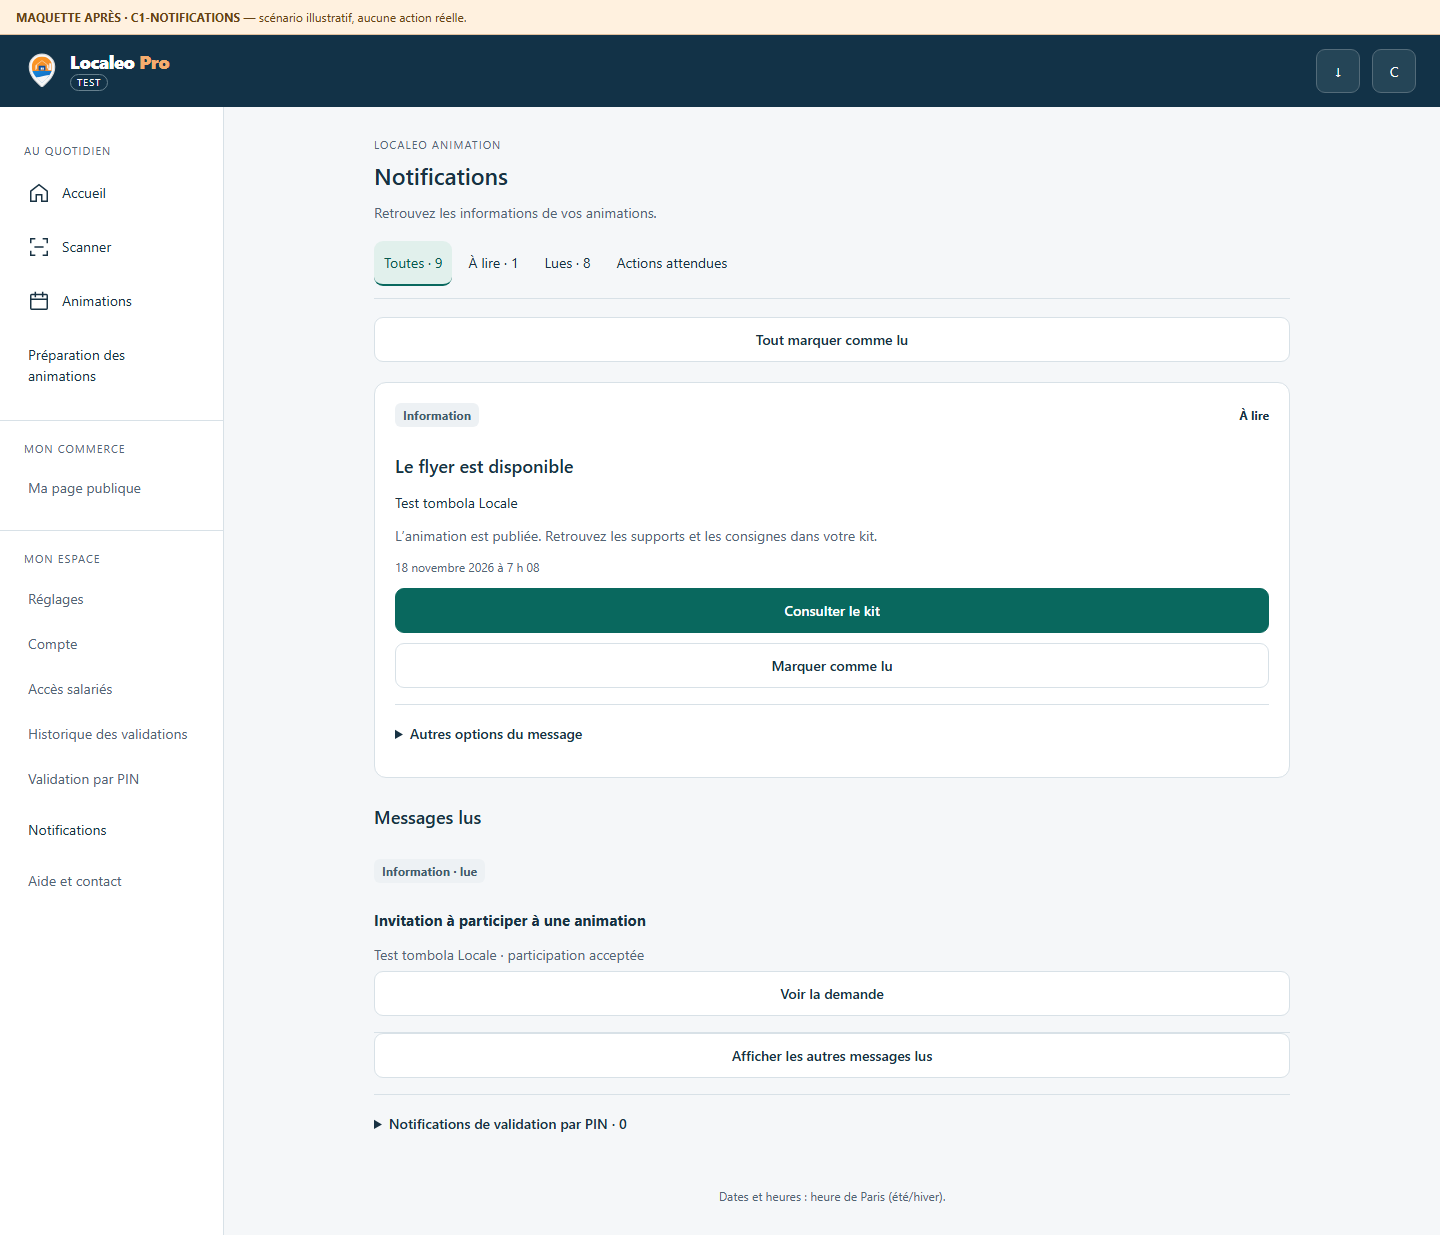 MAQUETTE APRÈS · C1-NOTIFICATIONS — scénario illustratif, aucune action réelle.
Localeo Pro
TEST
↓
C
AU QUOTIDIEN
Accueil
Scanner
Animations
Préparation des
animations
MON COMMERCE
Ma page publique
MON ESPACE
Réglages
Compte
Accès salariés
Historique des validations
Validation par PIN
Notifications
Aide et contact
LOCALEO ANIMATION
Notifications
Retrouvez les informations de vos animations.
Toutes · 9 À lire · 1 Lues · 8 Actions attendues
Tout marquer comme lu
Information À lire
Le flyer est disponible
Test tombola Locale
L’animation est publiée. Retrouvez les supports et les consignes dans votre kit.
18 novembre 2026 à 7 h 08
Consulter le kit
Marquer comme lu
Autres options du message
Messages lus
Information · lue
Invitation à participer à une animation
Test tombola Locale · participation acceptée
Voir la demande
Afficher les autres messages lus
Notifications de validation par PIN · 0
Dates et heures : heure de Paris (été/hiver).